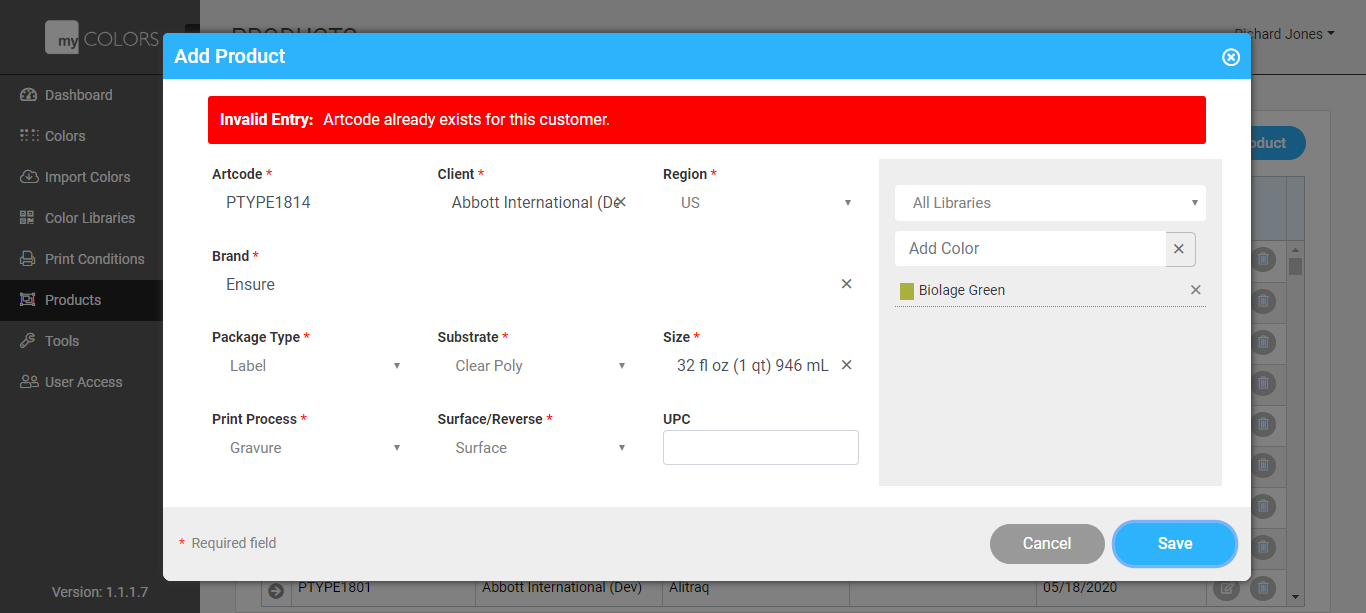 my COLORS
PRODUCTS
Richard Jones
Add Product
Dashboard
Colors
Import Colors
Color Libraries
Print Conditions
Products
Tools
User Access
Version: 1.1.1.7
Invalid Entry: Artcode already exists for this customer.
Artcode * Client * Region *
PTYPE1814 Abbott International (De US
Brand *
Ensure
Package Type * Substrate * Size *
Label Clear Poly 32 fl oz (1 qt) 946 mL
Print Process * Surface/Reverse * UPC
Gravure Surface
All Libraries
Add Color
Biolage Green
* Required field
Cancel Save
PTYPE1801 Abbott International (Dev) Alitraq 05/18/2020